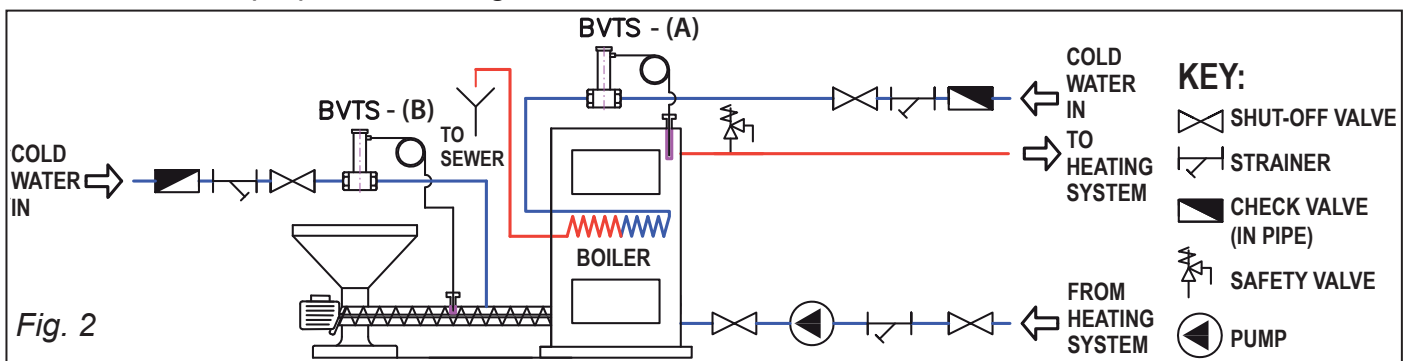 BVTS - (A)
COLD
WATER
IN
KEY:
SHUT-OFF VALVE
BVTS - (B)
TO
SEWER
TO
HEATING
SYSTEM
STRAINER
COLD
WATER
IN
CHECK VALVE
(IN PIPE)
BOILER
SAFETY VALVE
FROM
HEATING
SYSTEM
Fig. 2
PUMP